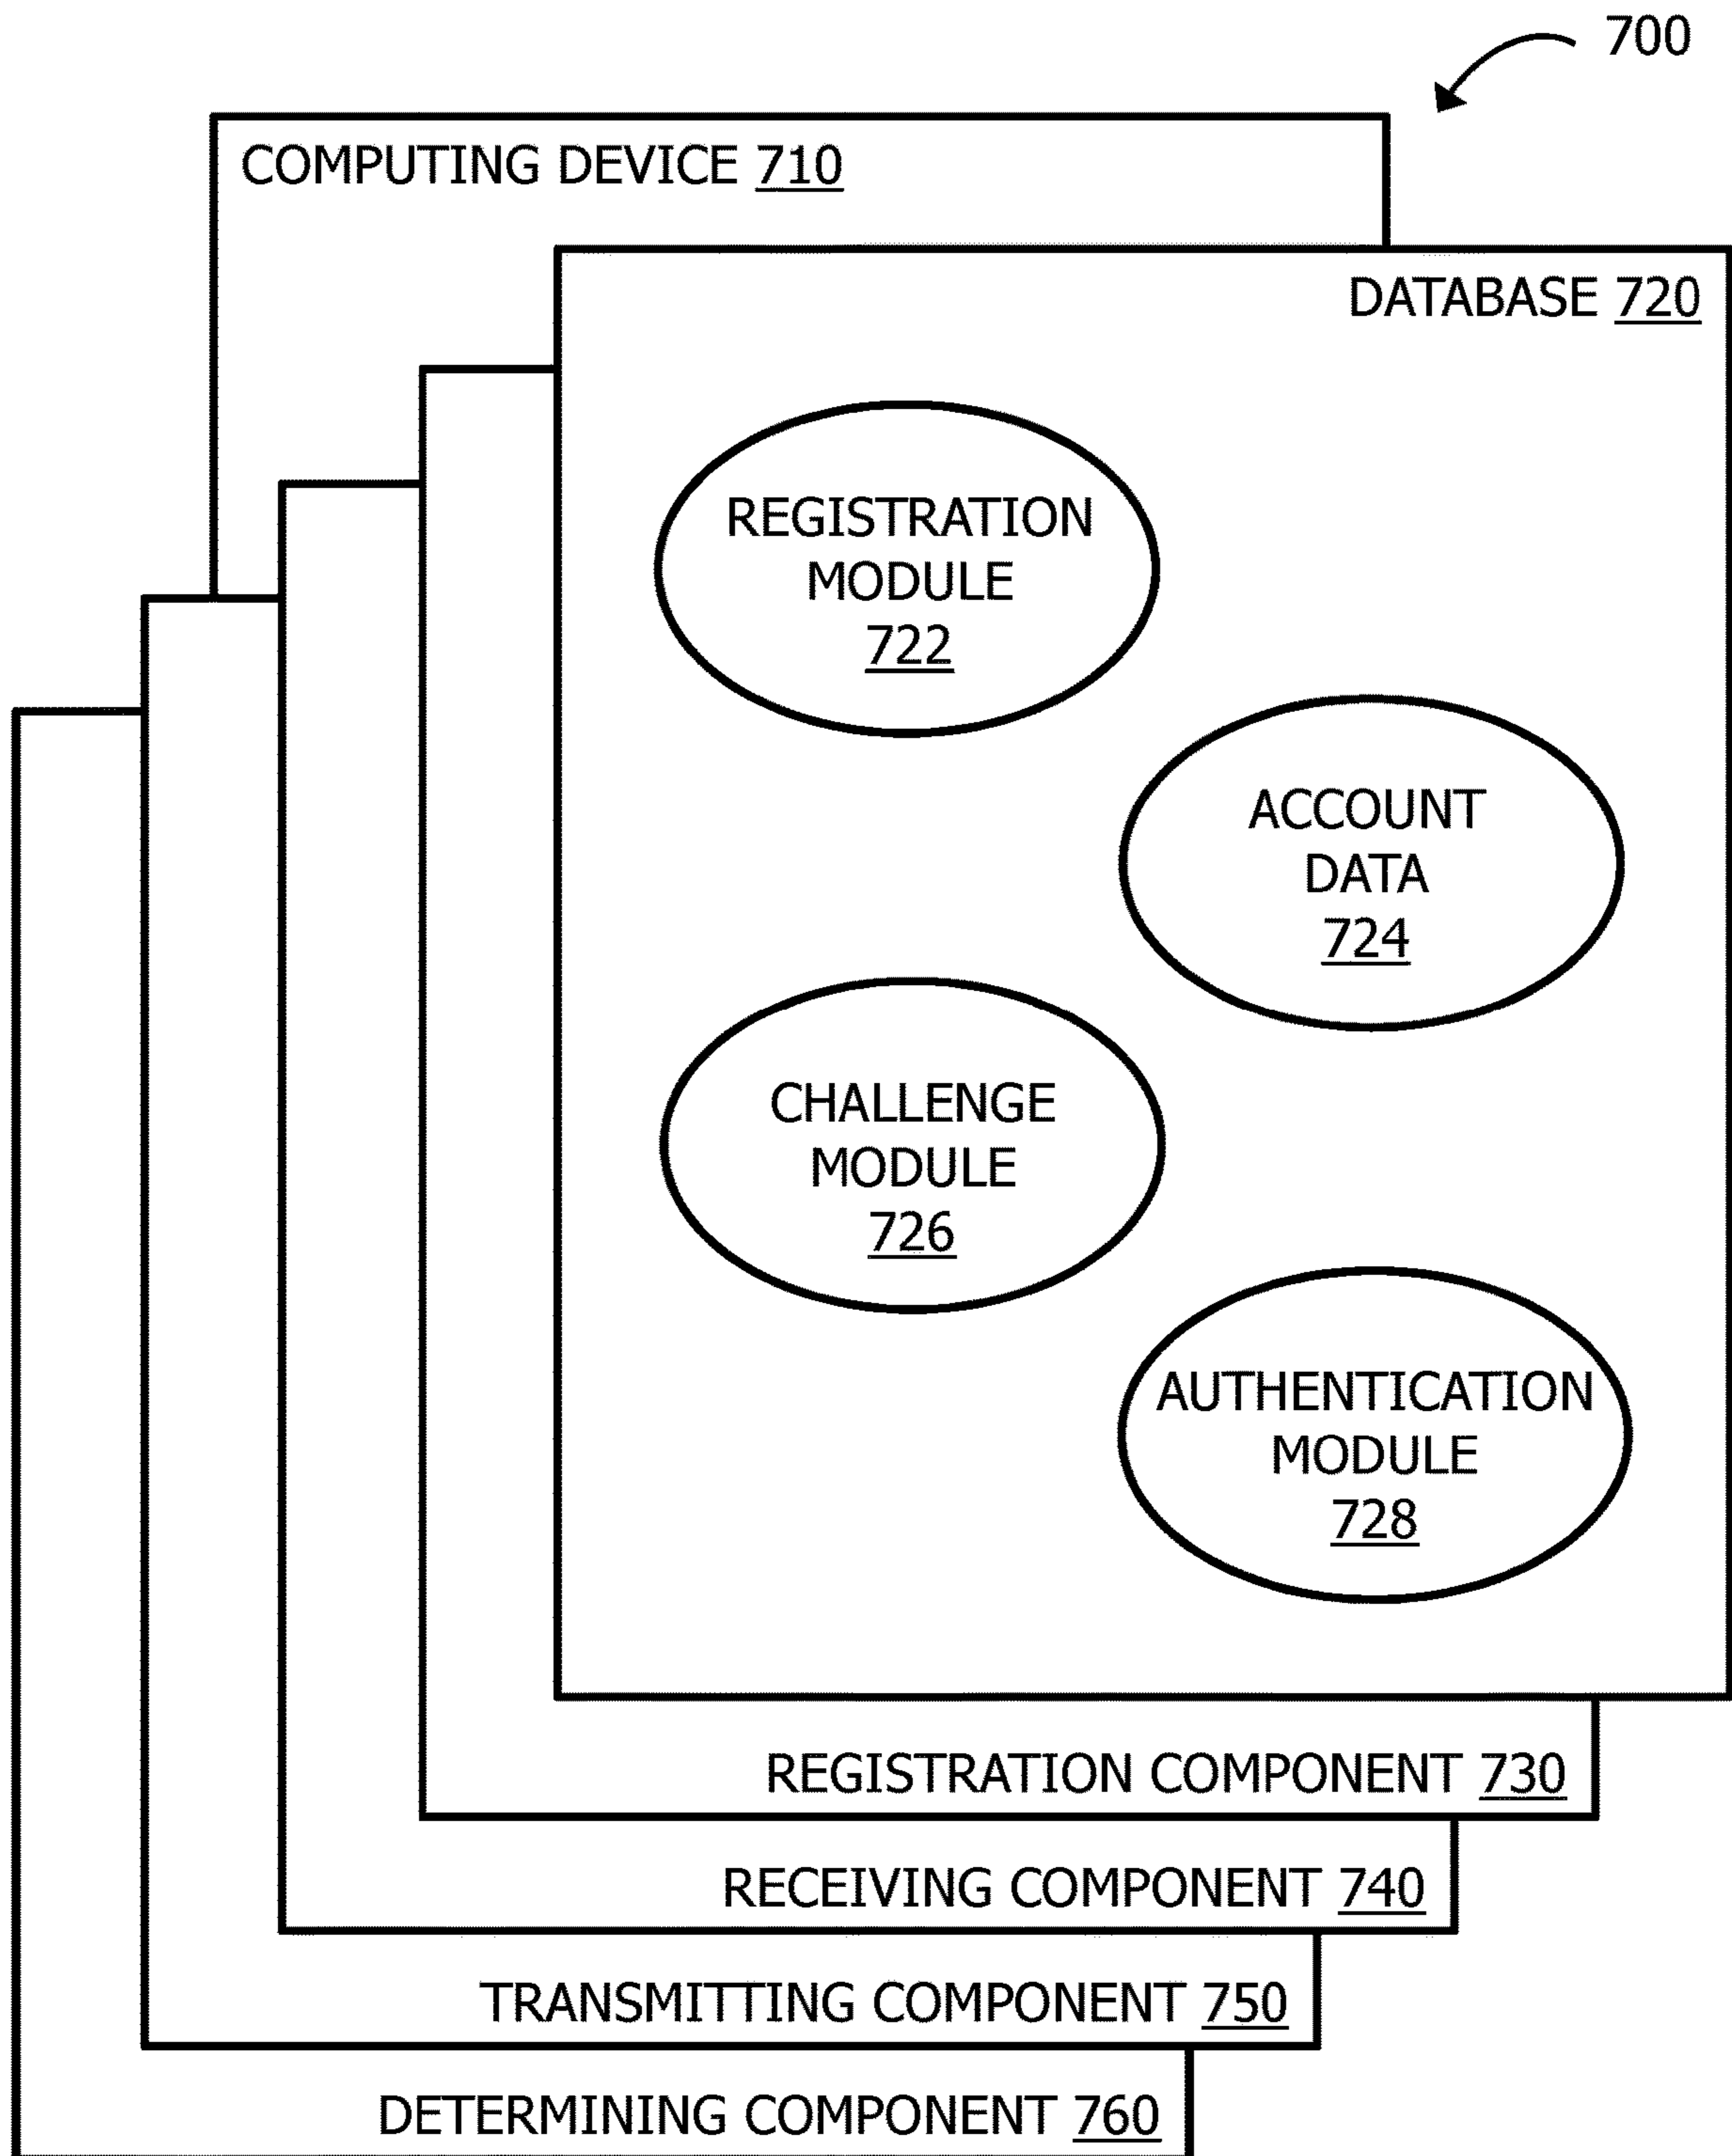 700
COMPUTING DEVICE 710
DATABASE 720
REGISTRATION
MODULE
722
ACCOUNT
DATA
724
CHALLENGE
MODULE
726
AUTHENTICATION
MODULE
728
REGISTRATION COMPONENT 730
RECEIVING COMPONENT 740
TRANSMITTING COMPONENT 750
DETERMINING COMPONENT 760